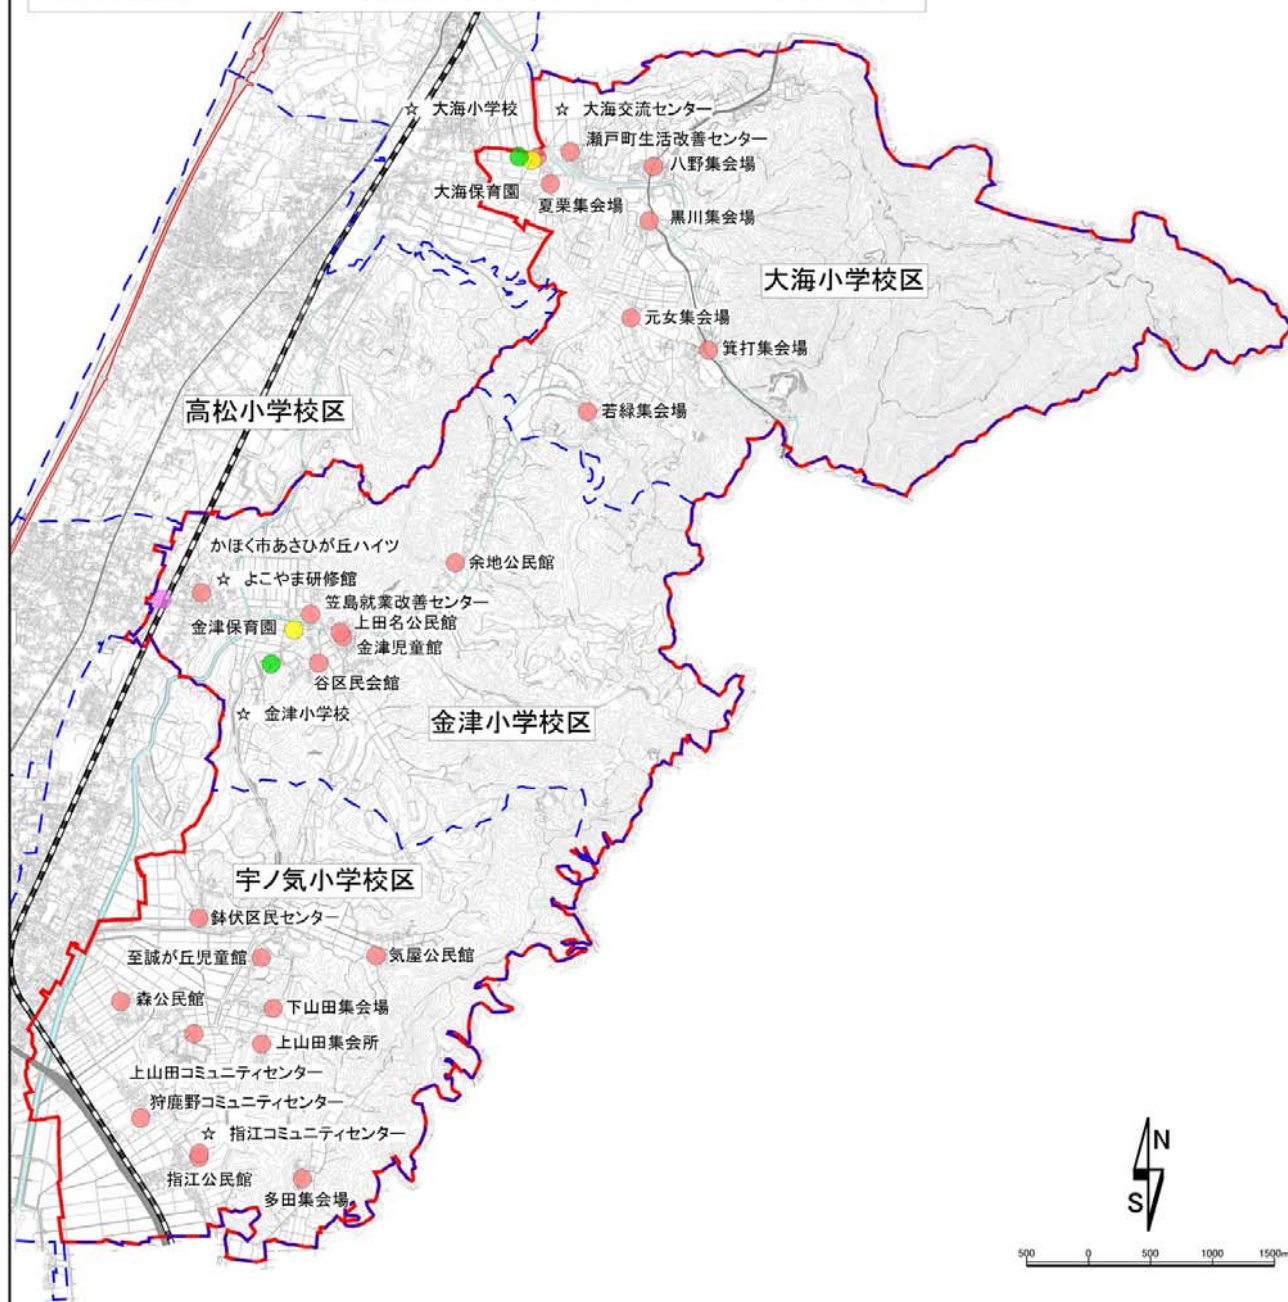 ☆ 大海小学校
☆ 大海交流センター
瀬戸町生活改善センター
八野集会場
大海保育園
夏栗集会場
黒川集会場
大海小学校区
元女集会場
箕打集会場
高松小学校区
若緑集会場
かほく市あさひが丘ハイツ
余地公民館
☆ よこやま研修館
笠島就業改善センター
金津保育園
上田名公民館
金津児童館
谷区民会館
☆ 金津小学校
金津小学校区
宇ノ気小学校区
鉢伏区民センター
至誠が丘児童館
気屋公民館
森公民館
下山田集会場
上山田集会所
上山田コミュニティセンター
狩鹿野コミュニティセンター
☆ 指江コミュニティセンター
指江公民館
多田集会場
N
S
500 0 500 1000 1500m